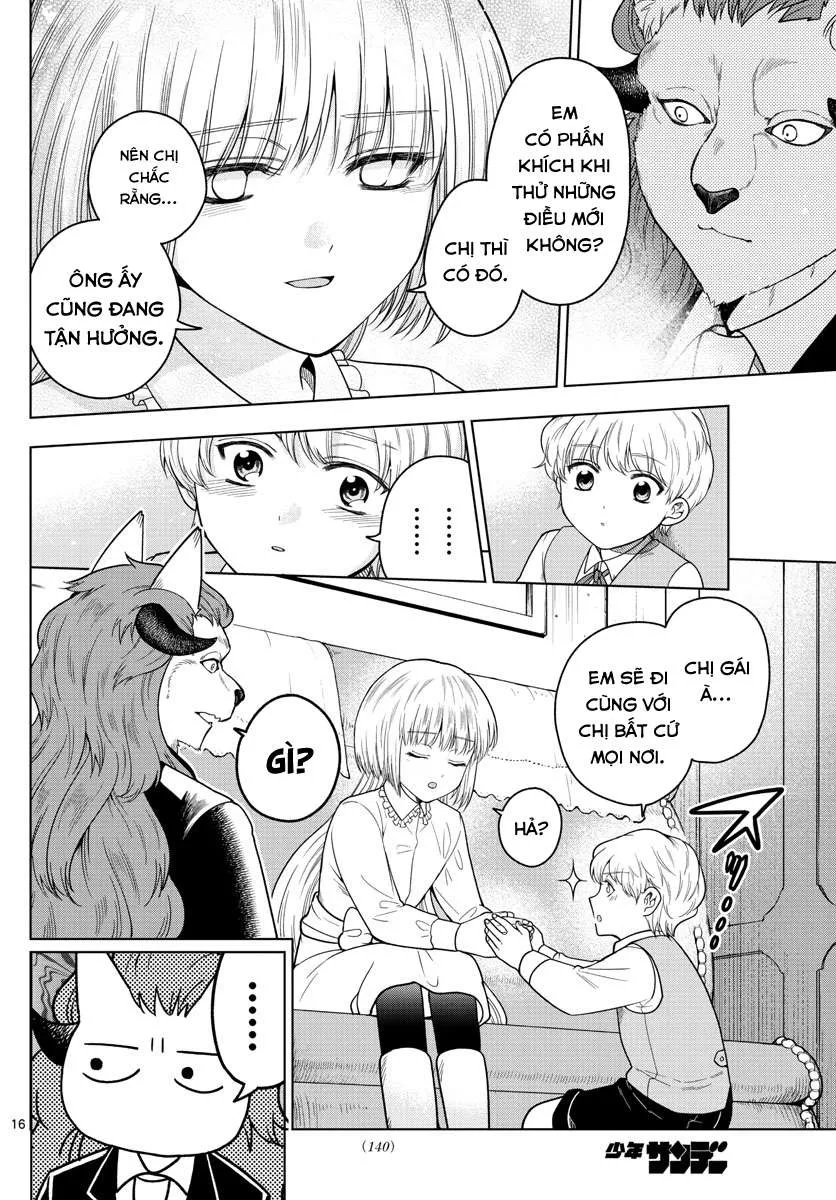 EM
CÓ PHẤN
KHÍCH KHI
THỬ NHỮNG
ĐIỀU MỚI
KHÔNG?
CHỊ THÌ
CÓ ĐÓ.
NÊN CHỊ
CHẮC
RẰNG...
ÔNG ẤY
CŨNG ĐANG
TẬN HƯỞNG.
CHỊ GÁI
À...
EM SẼ ĐI
CÙNG VỚI
CHỊ BẤT CỨ
MỌI NƠI.
HẢ?
GÌ?
16
(140)
少年サンデー